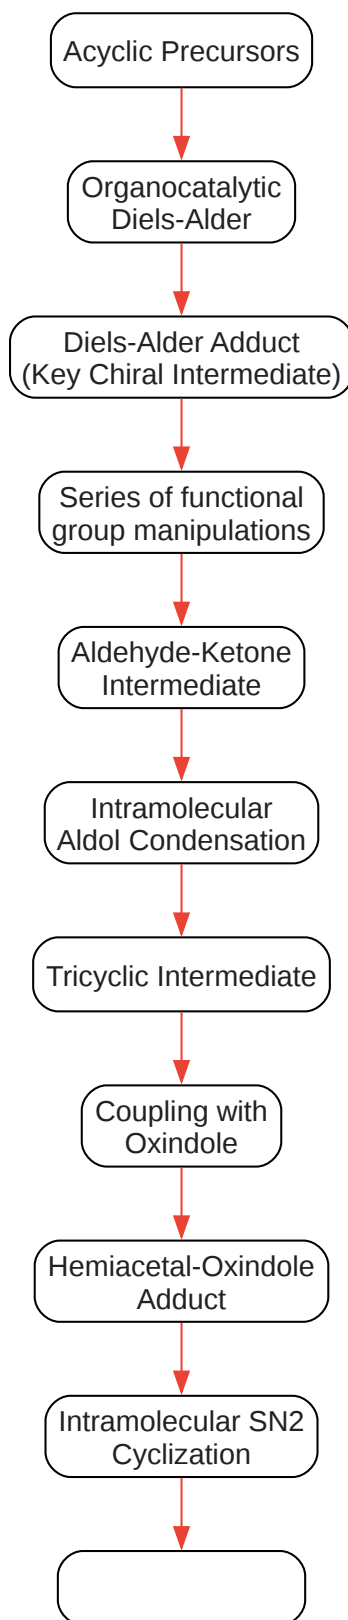 Acyclic Precursors
Organocatalytic
Diels-Alder
Diels-Alder Adduct
(Key Chiral Intermediate)
Series of functional
group manipulations
Aldehyde-Ketone
Intermediate
Intramolecular
Aldol Condensation
Tricyclic Intermediate
Coupling with
Oxindole
Hemiacetal-Oxindole
Adduct
Intramolecular SN2
Cyclization